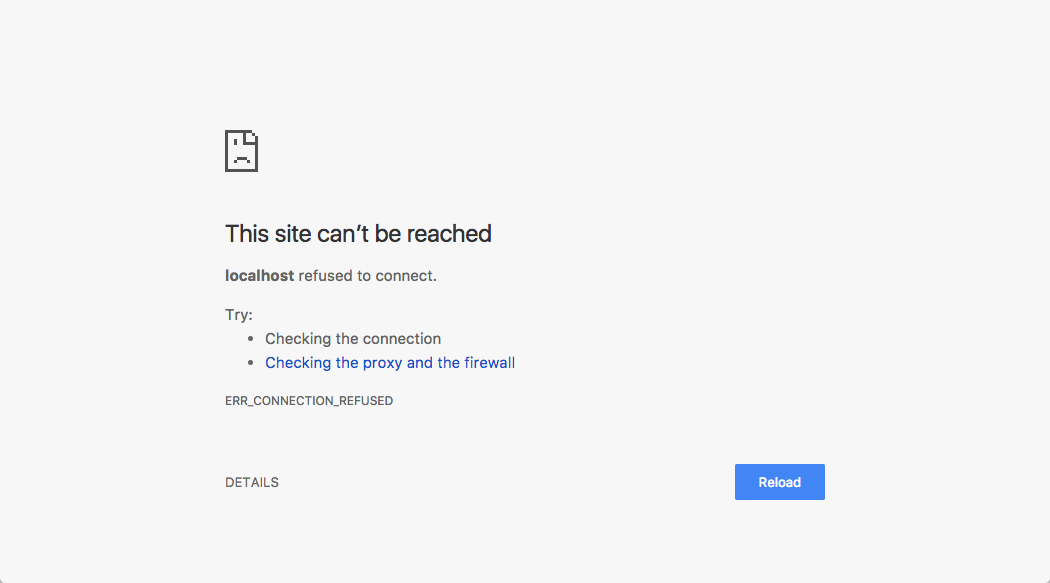 This site can’t be reached
localhost refused to connect.
Try:
• Checking the connection
• Checking the proxy and the firewall
ERR_CONNECTION_REFUSED
DETAILS
Reload